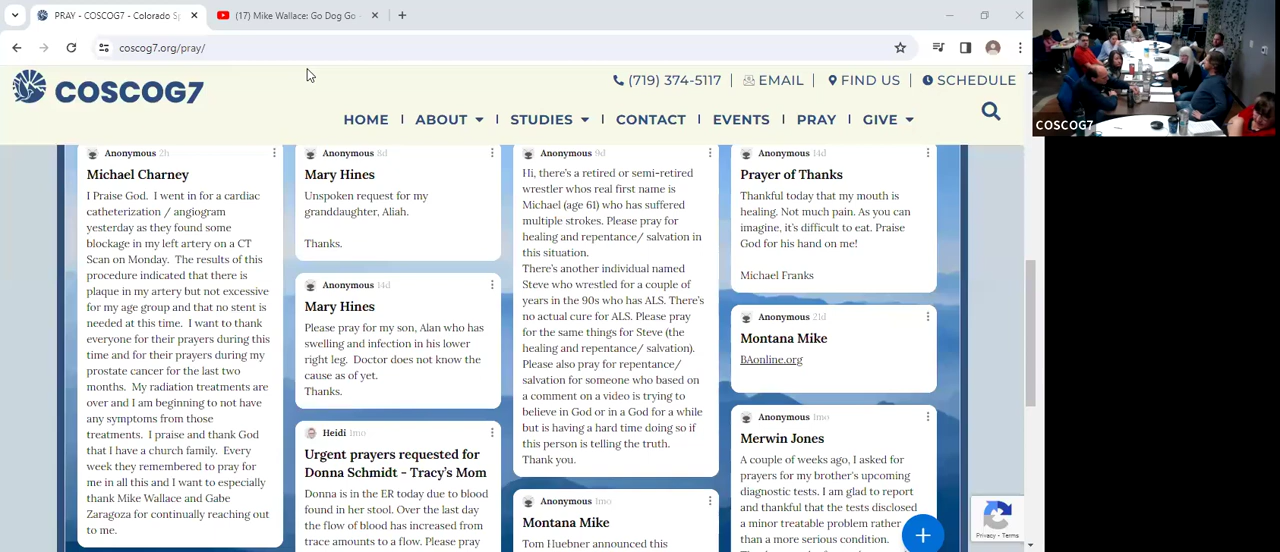 PRAY - COSCOG7 - Colorado Sp
(17) Mike Wallace: Go Dog Go
coscog7.org/pray/
COSCOG7
(719) 374-5117 | EMAIL | FIND US | SCHEDULE
HOME | ABOUT | STUDIES | CONTACT | EVENTS | PRAY | GIVE
Anonymous 2h
Michael Charney
I Praise God. I went in for a cardiac
catheterization / angiogram
yesterday as they found some
blockage in my left artery on a CT
Scan on Monday. The results of this
procedure indicated that there is
plaque in my artery but not excessive
for my age group and that no stent is
needed at this time. I want to thank
everyone for their prayers during this
time and for their prayers during my
prostate cancer for the last two
months. My radiation treatments are
over and I am beginning to not have
any symptoms from those
treatments. I praise and thank God
that I have a church family. Every
week they remembered to pray for
me in all this and I want to especially
thank Mike Wallace and Gabe
Zaragoza for continually reaching out
to me.
Anonymous 8d
Mary Hines
Unspoken request for my
granddaughter, Aliah.
Thanks.
Anonymous 14d
Mary Hines
Please pray for my son, Alan who has
swelling and infection in his lower
right leg. Doctor does not know the
cause as of yet.
Thanks.
Heidi 1mo
Urgent prayers requested for
Donna Schmidt - Tracy's Mom
Donna is in the ER today due to blood
found in her stool. Over the last day
the flow of blood has increased from
trace amounts to a flow. Please pray
Anonymous 9d
Hi, there's a retired or semi-retired
wrestler whos real first name is
Michael (age 61) who has suffered
multiple strokes. Please pray for
healing and repentance/ salvation in
this situation.
There's another individual named
Steve who wrestled for a couple of
years in the 90s who has ALS. There's
no actual cure for ALS. Please pray
for the same things for Steve (the
healing and repentance/ salvation).
Please also pray for repentance/
salvation for someone who based on
a comment on a video is trying to
believe in God or in a God for a while
but is having a hard time doing so if
this person is telling the truth.
Thank you.
Anonymous 1mo
Montana Mike
Tom Huebner announced this
Anonymous 14d
Prayer of Thanks
Thankful today that my mouth is
healing. Not much pain. As you can
imagine, it's difficult to eat. Praise
God for his hand on me!
Michael Franks
Anonymous 21d
Montana Mike
BAonline.org
Anonymous 1mo
Merwin Jones
A couple of weeks ago, I asked for
prayers for my brother's upcoming
diagnostic tests. I am glad to report
and thankful that the tests disclosed
a minor treatable problem rather
than a more serious condition.
Privacy - Terms
COSCOG7